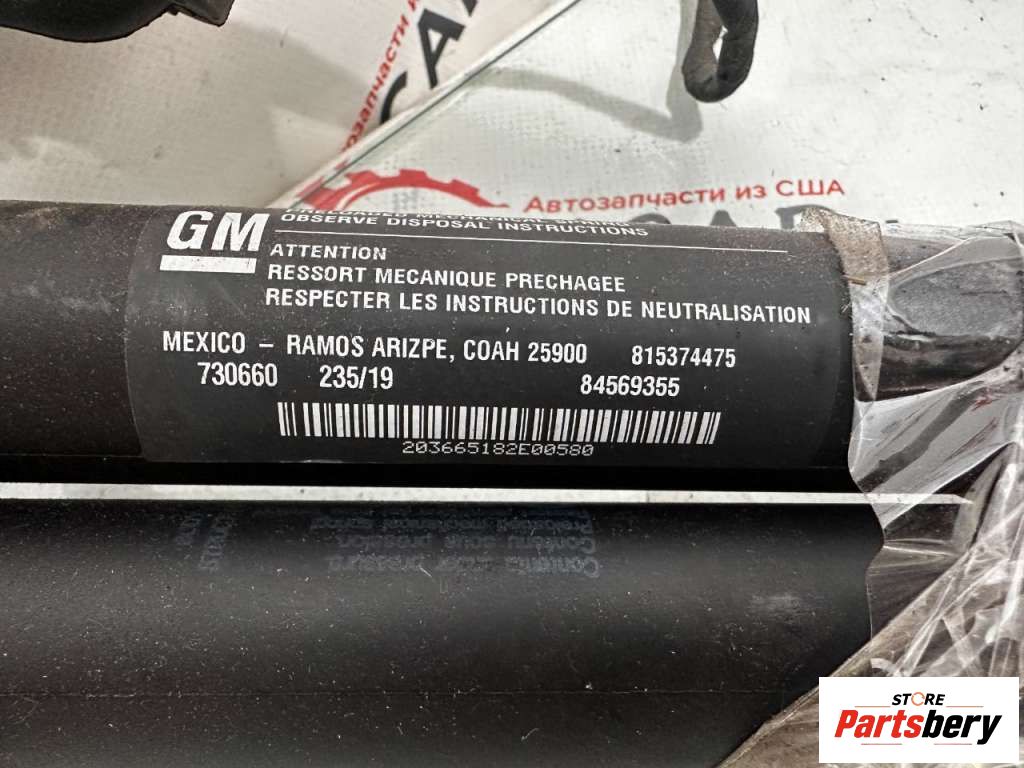 Автозапчасти из США
GM
OBSERVE DISPOSAL INSTRUCTIONS
ATTENTION
RESSORT MECANIQUE PRECHAGEE
RESPECTER LES INSTRUCTIONS DE NEUTRALISATION
MEXICO – RAMOS ARIZPE, COAH 25900 815374475
730660 235/19 84569355
203665182E00580
STORE
Partsbery